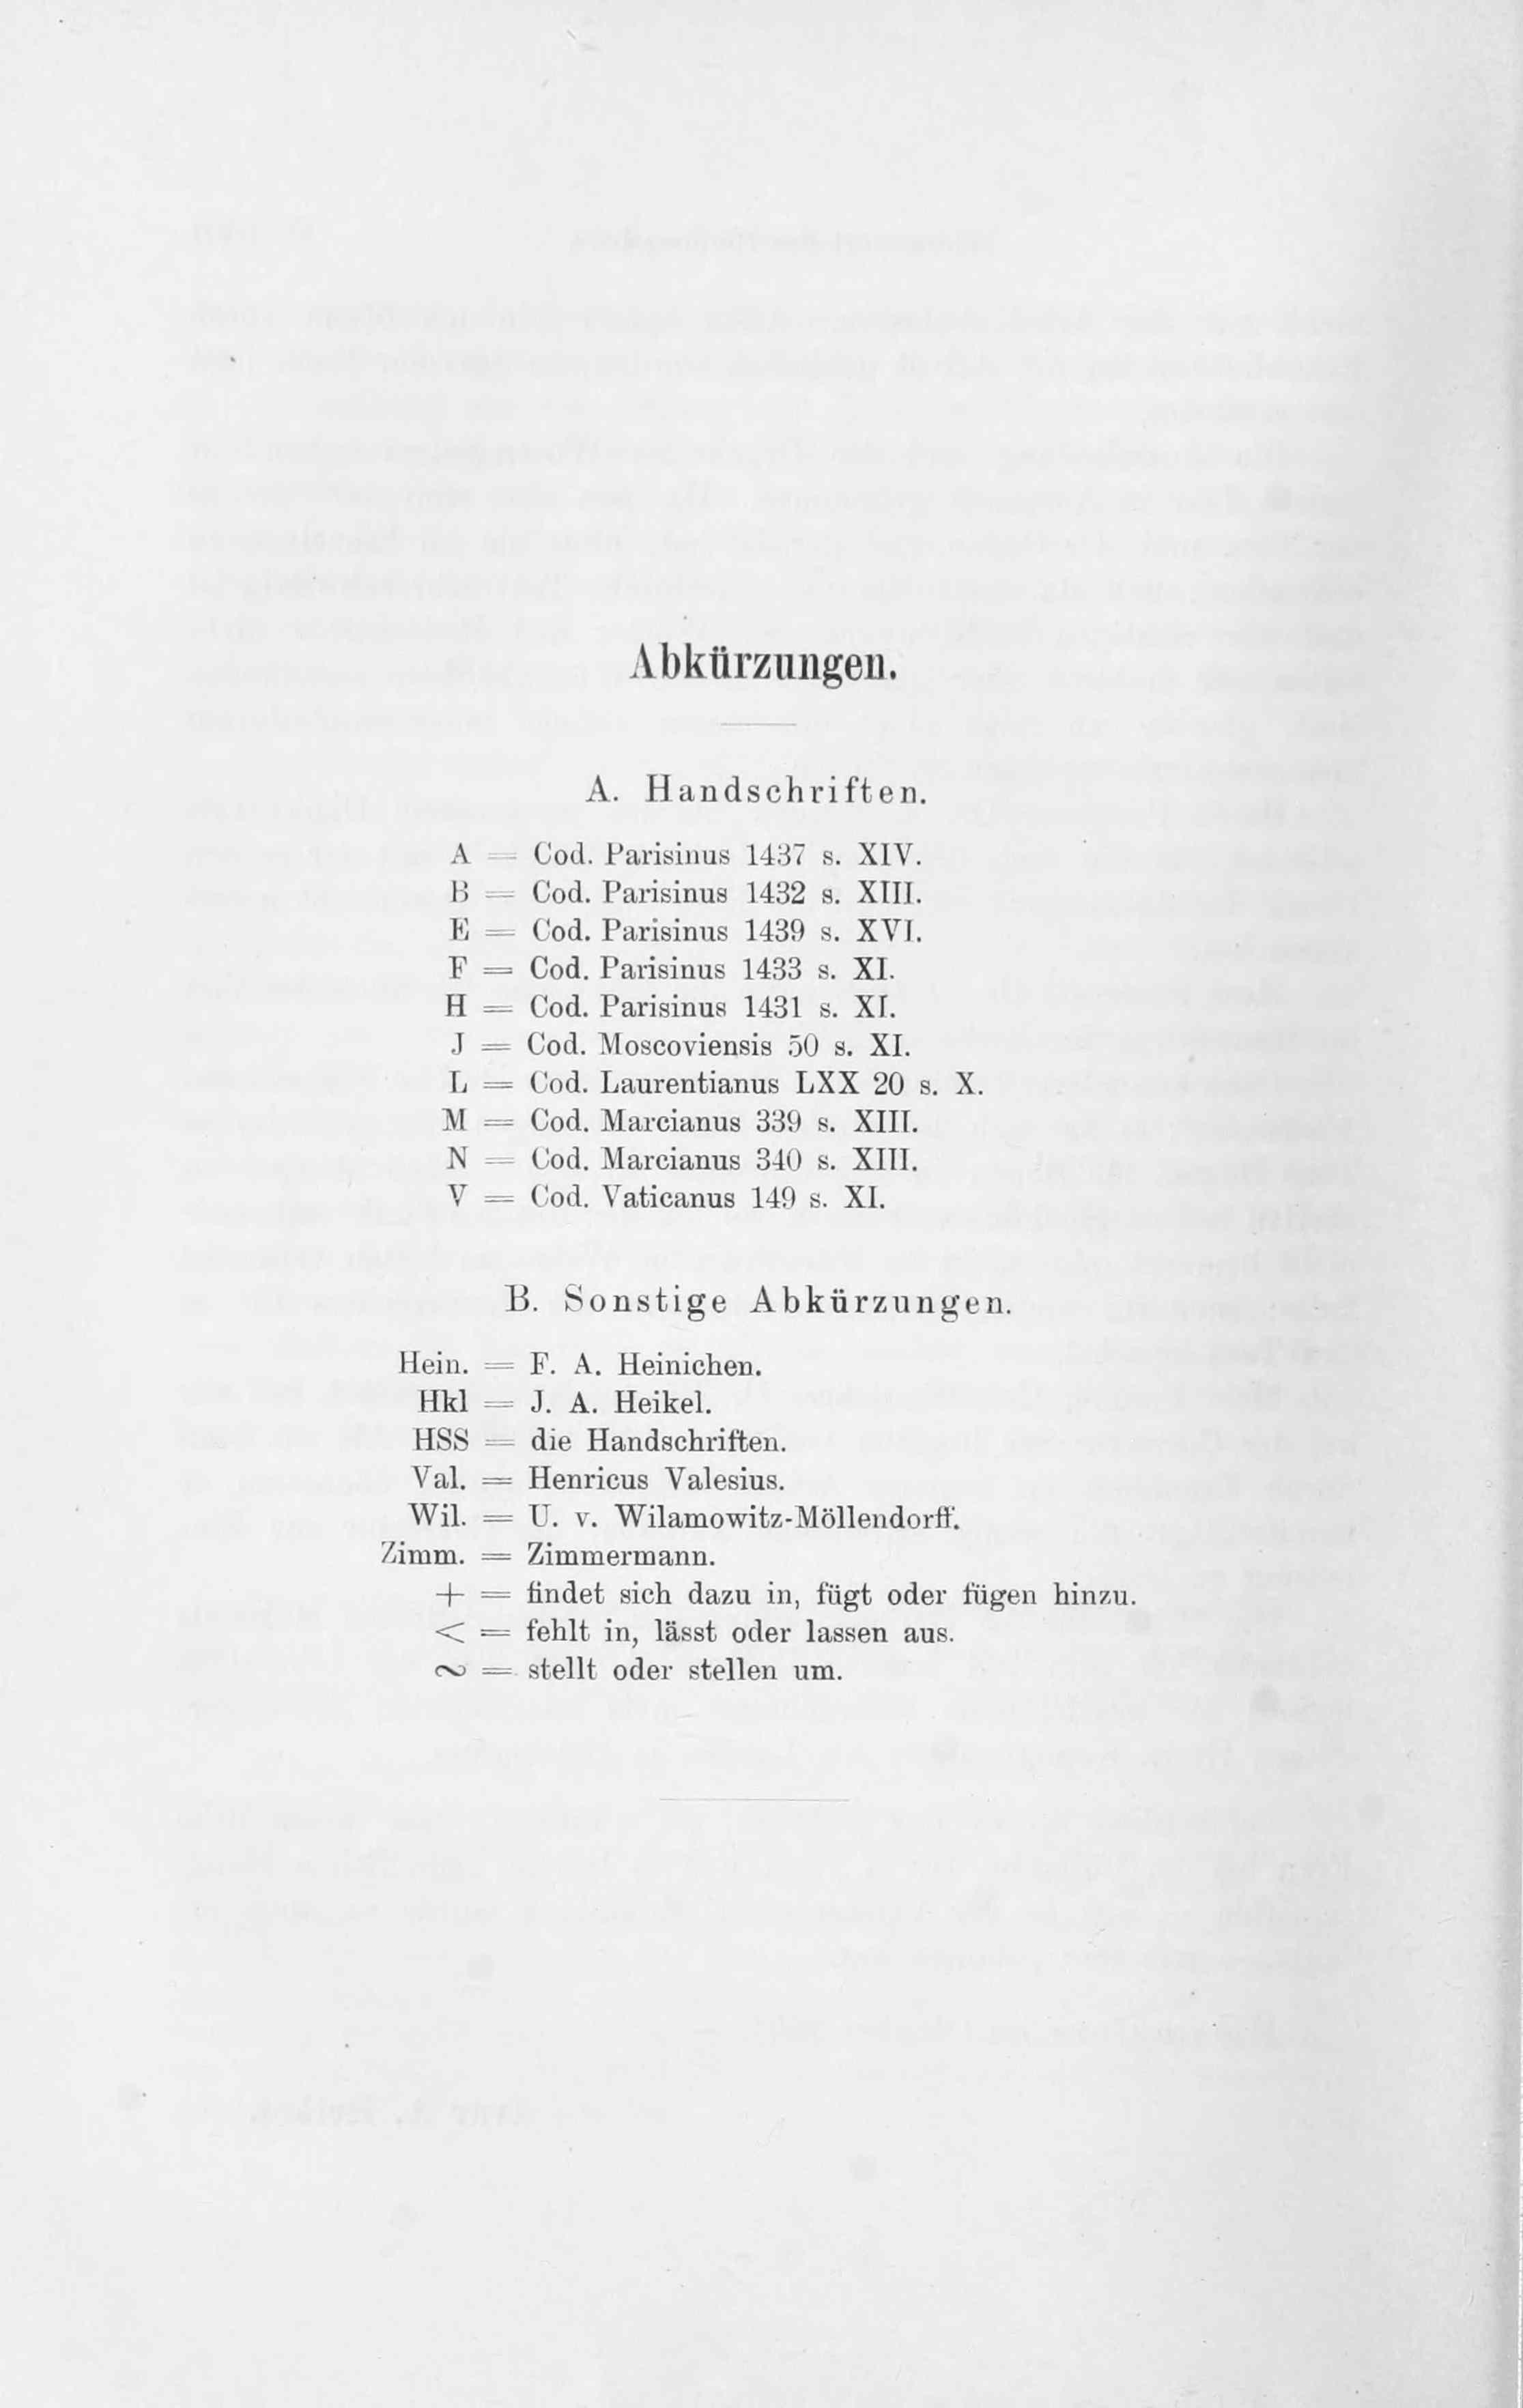 Abkürzungen.
A. Handschriften.
A = Cod. Parisinus 1437 s. XIV.
B = Cod. Parisinus 1432 s. XIII.
E = Cod. Parisinus 1439 s. XVI.
F = Cod. Parisinus 1433 s. XI.
H = Cod. Parisinus 1431 s. XI.
J = Cod. Moscoviensis 50 s. XI.
L = Cod. Laurentianus LXX 20 s. X.
M = Cod. Marcianus 339 s. XIII.
N = Cod. Marcianus 340 s. XIII.
V = Cod. Vaticanus 149 s. XI.
B. Sonstige Abkürzungen.
Hein. = F. A. Heinichen.
Hkl = J. A. Heikel.
HSS = die Handschriften.
Val. = Henricus Valesius.
Wil. = U. v. Wilamowitz-Möllendorff.
Zimm. = Zimmermann.
+ = findet sich dazu in, fügt oder fügen hinzu.
< = fehlt in, lässt oder lassen aus.
∾ = stellt oder stellen um.